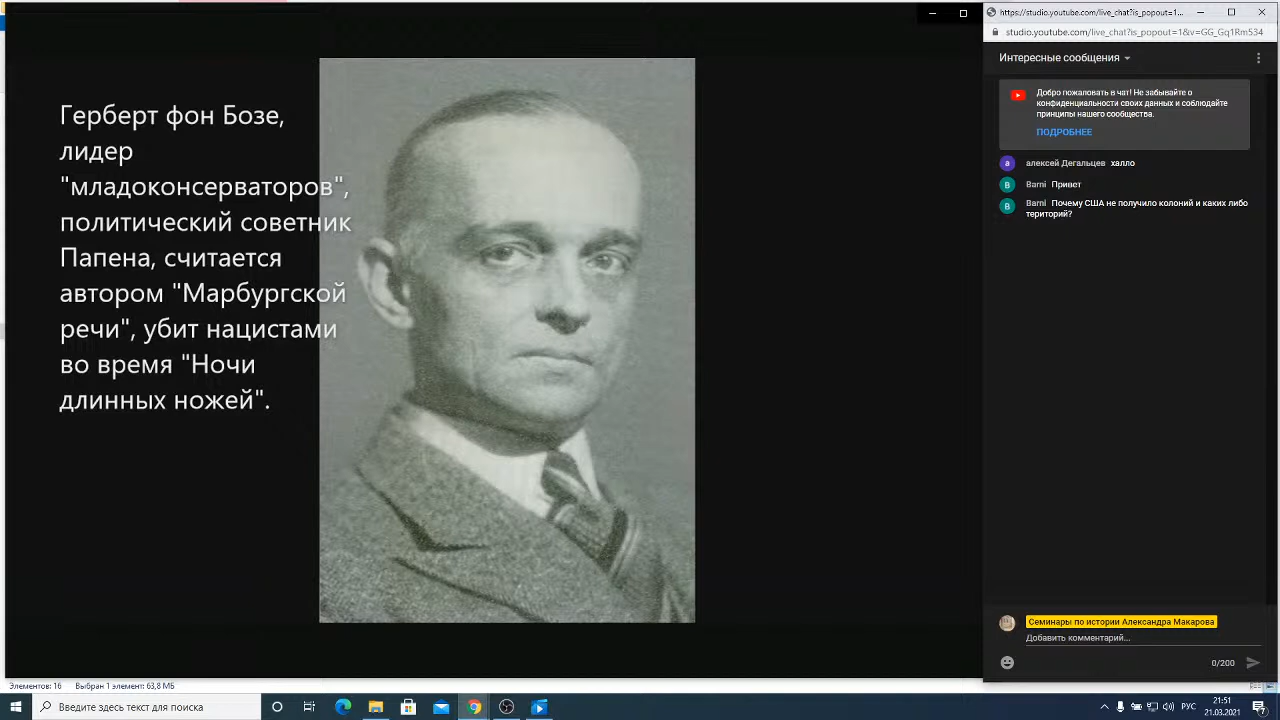 Герберт фон Бозе,
лидер
"младоконсерваторов",
политический советник
Папена, считается
автором "Марбургской
речи", убит нацистами
во время "Ночи
длинных ножей".
https://studio.youtube.com/live_chat?is_popout=1...
studio.youtube.com/live_chat?is_popout=1&v=GG_Gq1Rm534
Интересные сообщения
Добро пожаловать в чат! Не забывайте о
конфиденциальности своих данных и соблюдайте
принципы нашего сообщества.
ПОДРОБНЕЕ
а алексей Дегальцев халло
B Barni Привет
B Barni Почему США не получило колоний и каких либо
територий?
Семинары по истории Александра Макарова
Добавить комментарий...
0/200
Элементов: 16 Выбран 1 элемент: 63,8 МБ
Введите здесь текст для поиска
РУС
21:51
21.03.2021